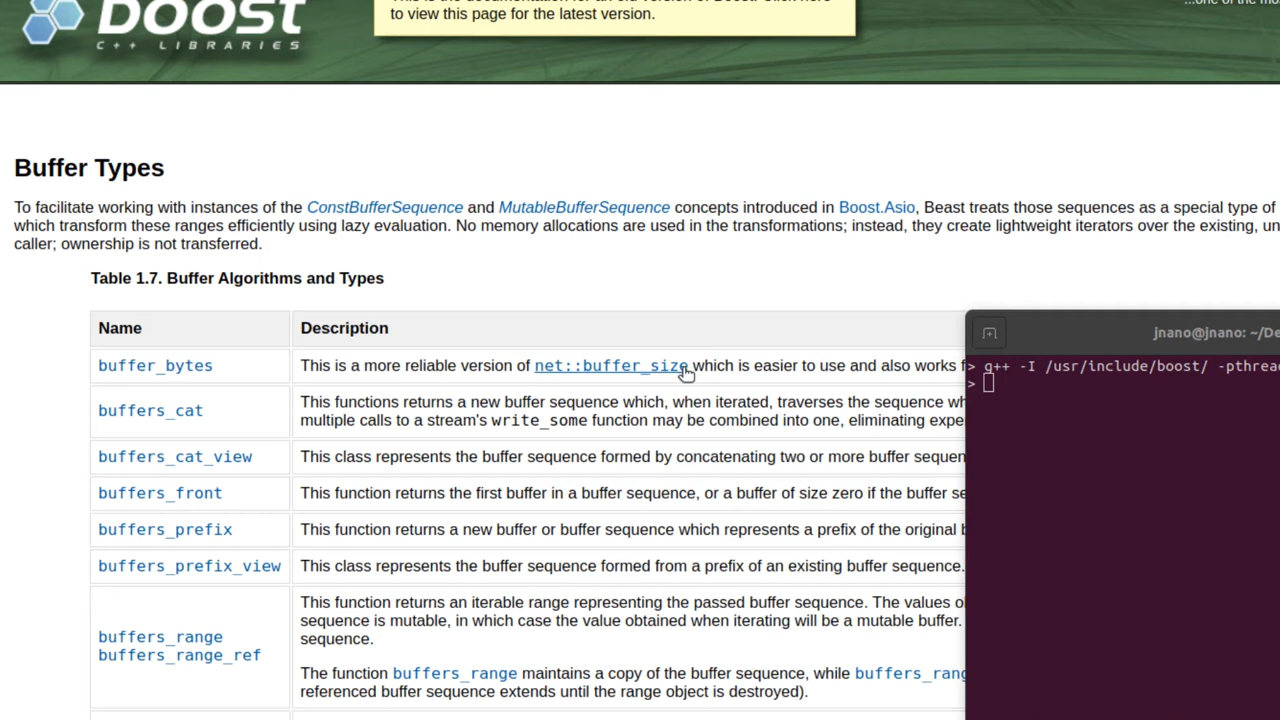 boost
C++ LIBRARIES
to view this page for the latest version.
...one of the mo
Buffer Types
To facilitate working with instances of the ConstBufferSequence and MutableBufferSequence concepts introduced in Boost.Asio, Beast treats those sequences as a special type of
which transform these ranges efficiently using lazy evaluation. No memory allocations are used in the transformations; instead, they create lightweight iterators over the existing, un
caller; ownership is not transferred.
Table 1.7. Buffer Algorithms and Types
Name Description
buffer_bytes This is a more reliable version of net::buffer_size which is easier to use and also works f
buffers_cat
This functions returns a new buffer sequence which, when iterated, traverses the sequence wh
multiple calls to a stream's write_some function may be combined into one, eliminating expe
buffers_cat_view This class represents the buffer sequence formed by concatenating two or more buffer sequen
buffers_front This function returns the first buffer in a buffer sequence, or a buffer of size zero if the buffer se
buffers_prefix This function returns a new buffer or buffer sequence which represents a prefix of the original b
buffers_prefix_view This class represents the buffer sequence formed from a prefix of an existing buffer sequence.
buffers_range
buffers_range_ref
This function returns an iterable range representing the passed buffer sequence. The values o
sequence is mutable, in which case the value obtained when iterating will be a mutable buffer.
sequence.
The function buffers_range maintains a copy of the buffer sequence, while buffers_rang
referenced buffer sequence extends until the range object is destroyed).
jnano@jnano: ~/De
> g++ -I /usr/include/boost/ -pthread
>